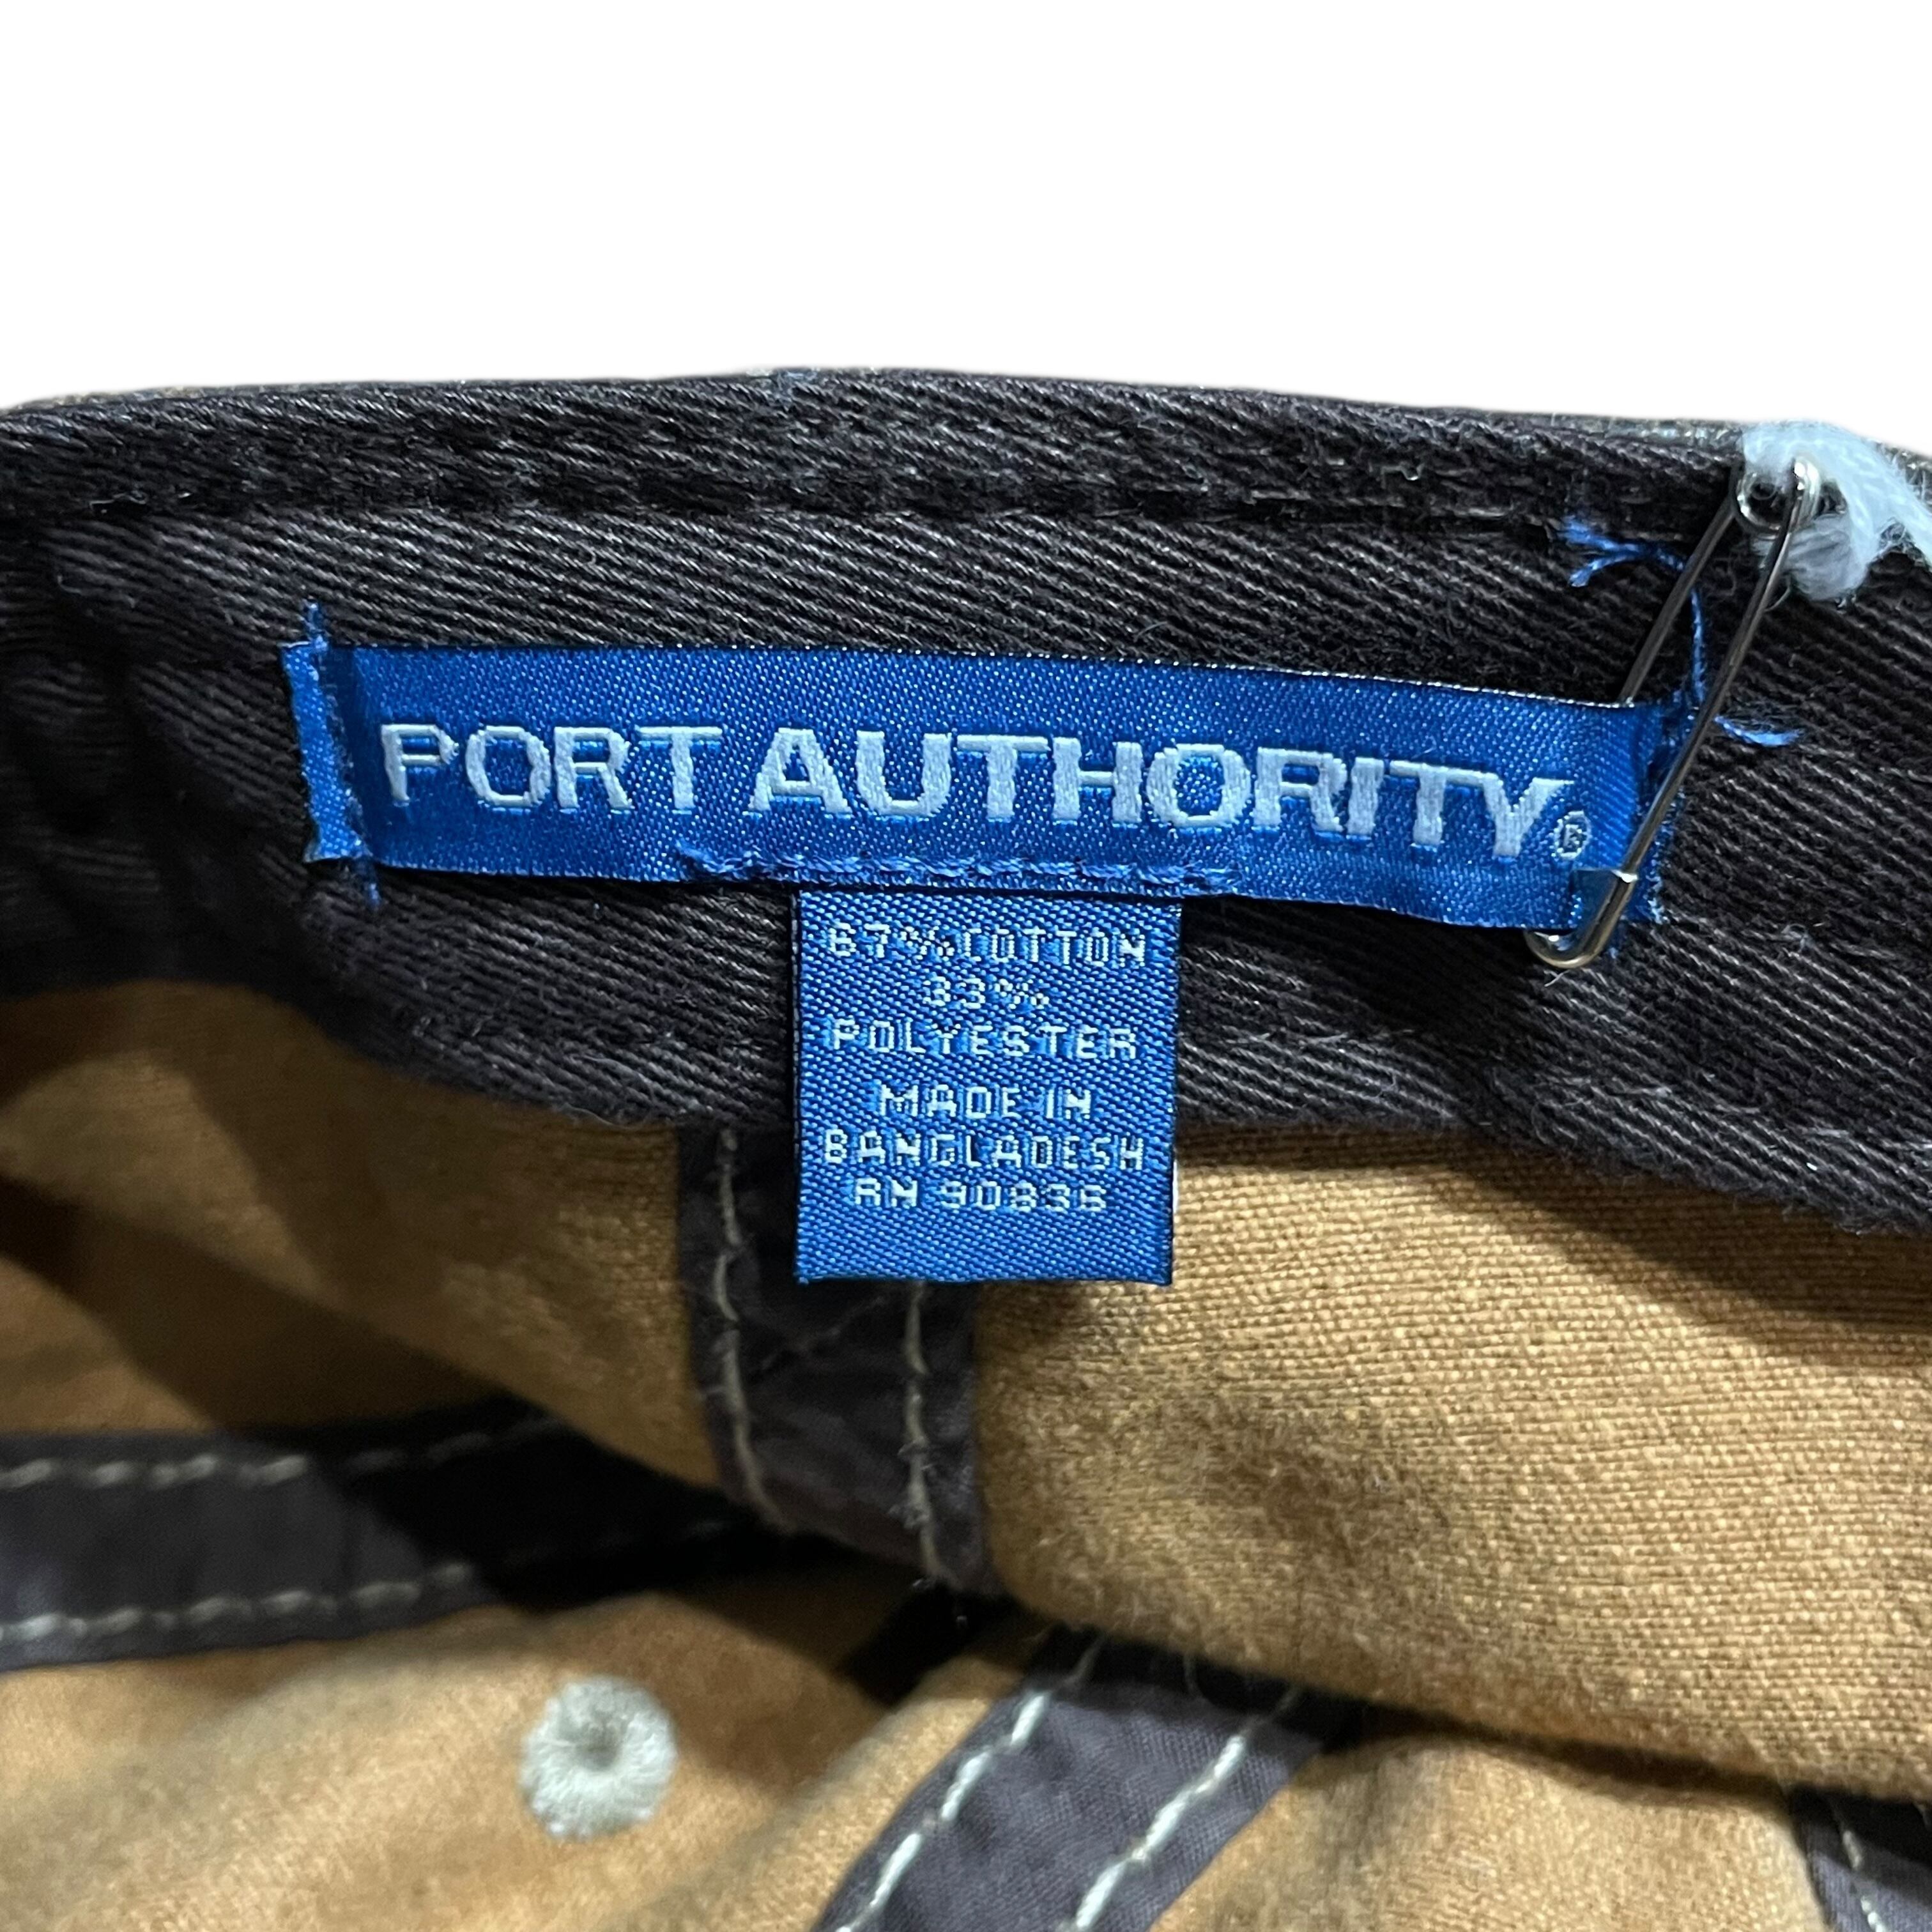 PORT AUTHORITY®
67% COTTON
33%
POLYESTER
MADE IN
BANGLADESH
RN 90836